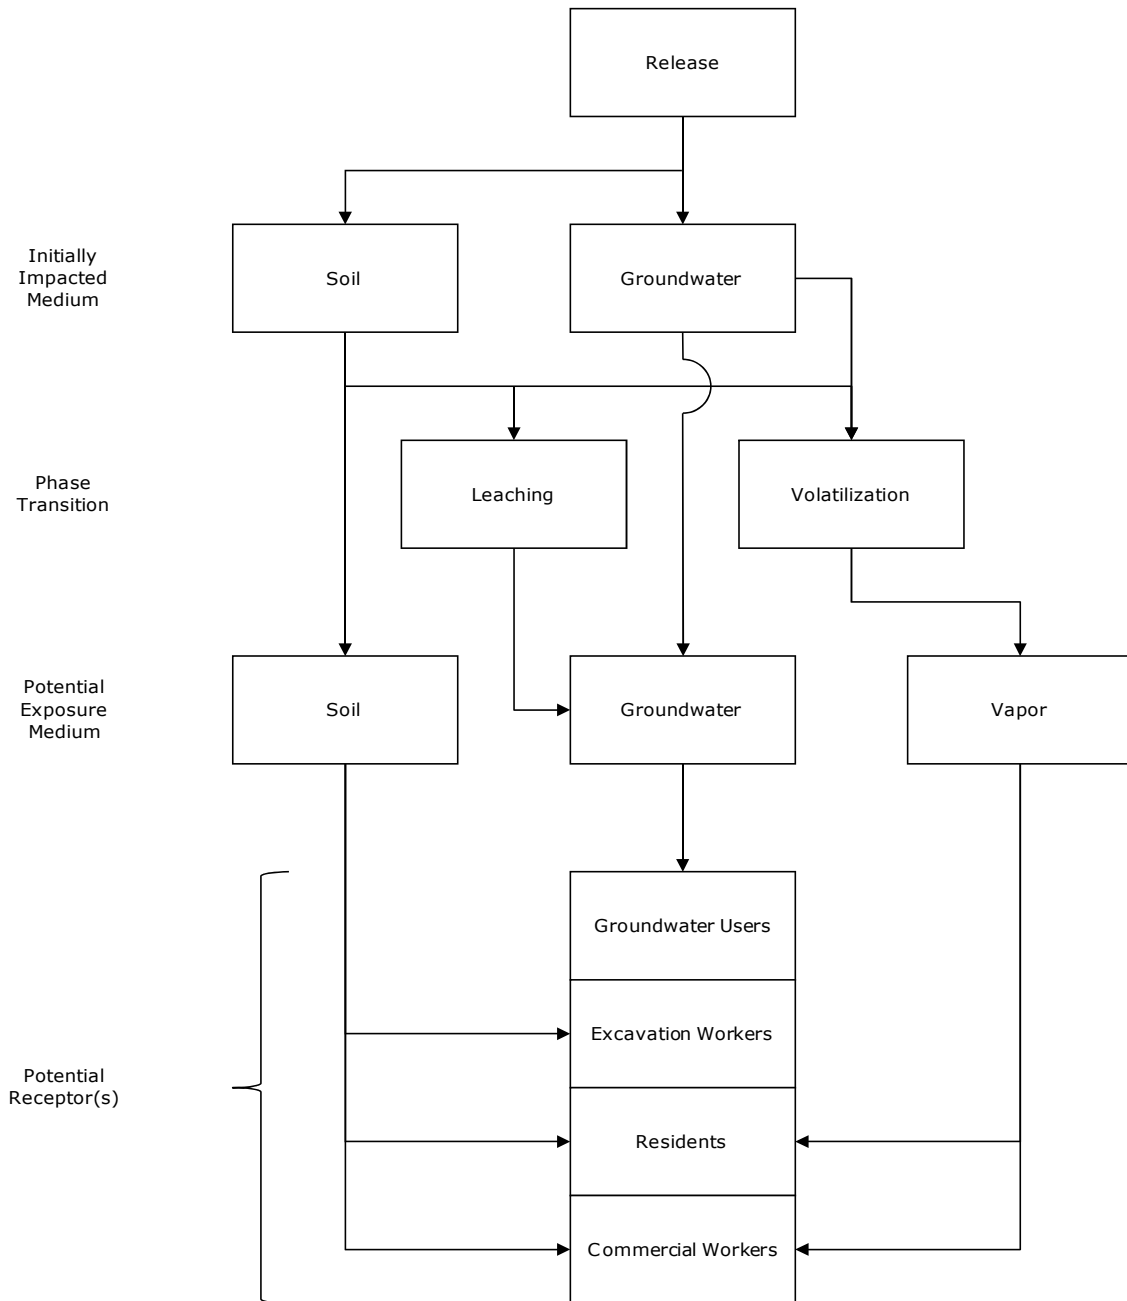 Release
Initially
Impacted
Medium
Soil
Groundwater
Phase
Transition
Leaching
Volatilization
Potential
Exposure
Medium
Soil
Groundwater
Vapor
Groundwater Users
Excavation Workers
Potential
Receptor(s)
Residents
Commercial Workers